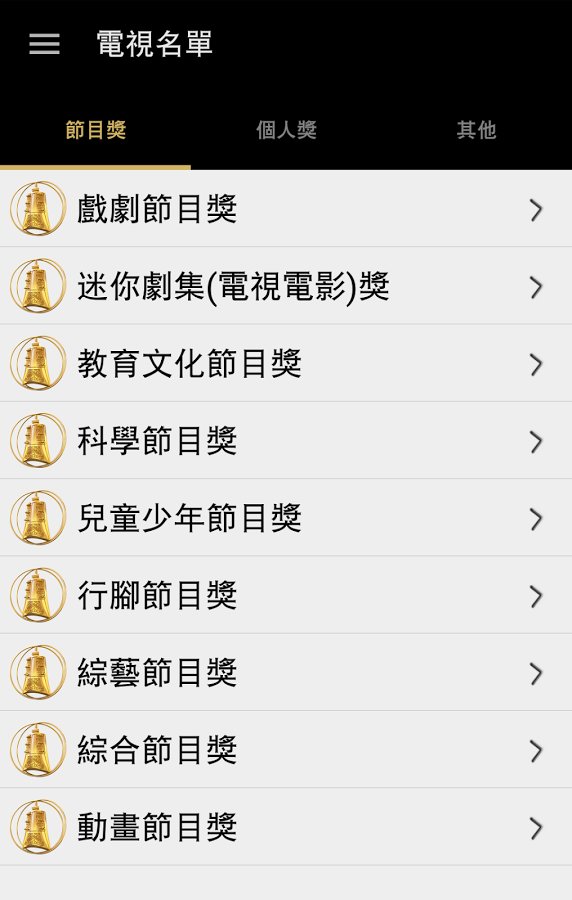 電視名單
節目獎
個人獎
其他
戲劇節目獎
迷你劇集(電視電影)獎
教育文化節目獎
科學節目獎
兒童少年節目獎
行腳節目獎
綜藝節目獎
綜合節目獎
動畫節目獎